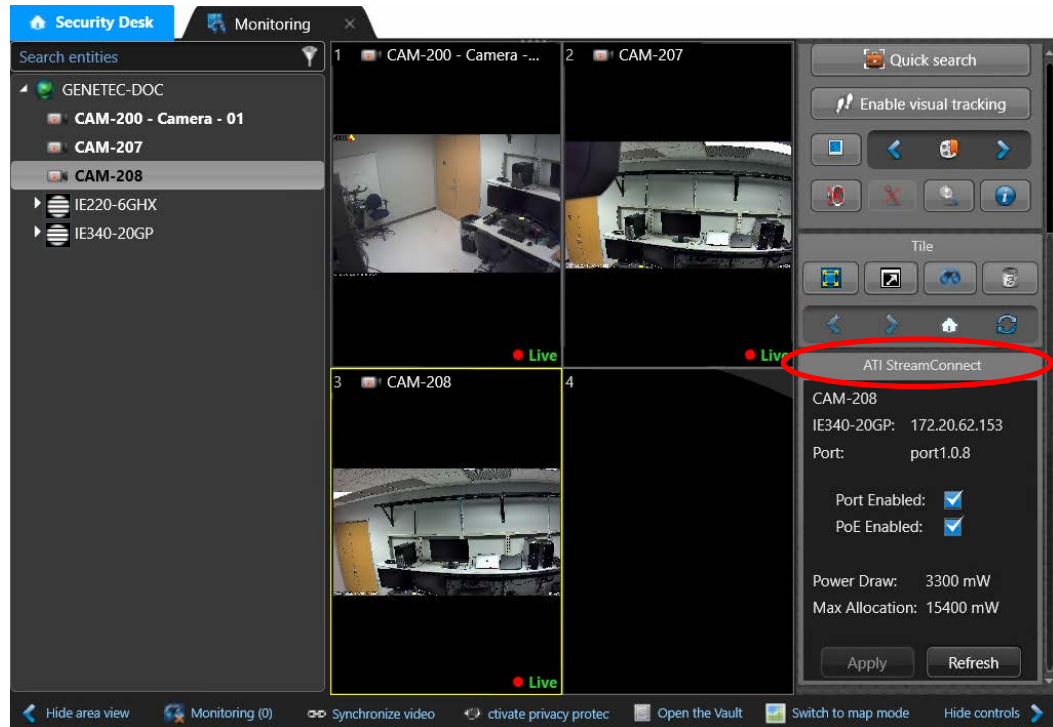 Security Desk
Monitoring
Search entities
GENETEC-DOC
CAM-200 - Camera - 01
CAM-207
CAM-208
IE220-6GHX
IE340-20GP
1 CAM-200 - Camera -...
Live
2 CAM-207
Live
3 CAM-208
Live
4
Quick search
Enable visual tracking
Tile
ATI StreamConnect
CAM-208
IE340-20GP: 172.20.62.153
Port: port1.0.8
Port Enabled:
PoE Enabled:
Power Draw: 3300 mW
Max Allocation: 15400 mW
Apply Refresh
Hide area view Monitoring (0) Synchronize video ctivate privacy protec Open the Vault Switch to map mode Hide controls